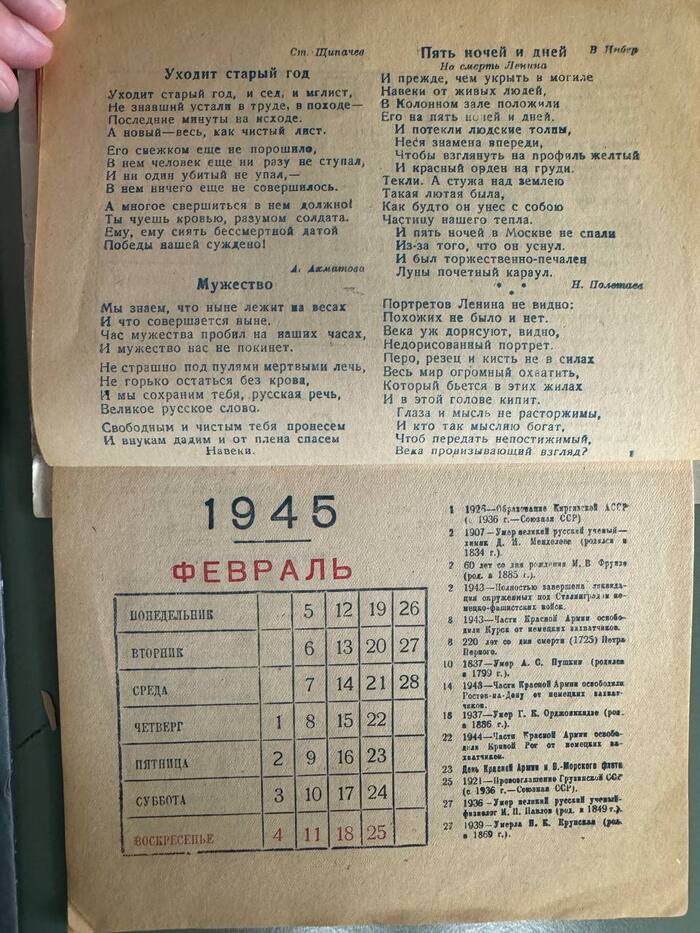 Ст. Щипачев
Уходит старый год
Уходит старый год, и сед, и мглист,
Не знавший устали в труде, в походе—
Последние минуты на исходе.
А новый—весь, как чистый лист.
Его снежком еще не порошило,
В нем человек еще ни разу не ступал,
И ни один убитый не упал,—
В нем ничего еще не совершилось.
А многое свершиться в нем должно!
Ты чуешь кровью, разумом солдата.
Ему, ему сиять бессмертной датой
Победы нашей суждено!
А. Ахматова
Мужество
Мы знаем, что ныне лежит на весах
И что совершается ныне.
Час мужества пробил на наших часах,
И мужество нас не покинет.
Не страшно под пулями мертвыми лечь,
Не горько остаться без крова,
И мы сохраним тебя, русская речь,
Великое русское слово.
Свободным и чистым тебя пронесем
И внукам дадим и от плена спасем
Навеки.
Пять ночей и дней
В Инбер
На смерть Ленина
И прежде, чем укрыть в могиле
Навеки от живых людей,
В Колонном зале положили
Его на пять ночей и дней.
И потекли людские толпы,
Неся знамена впереди,
Чтобы взглянуть на профиль желтый
И красный орден на груди.
Текли. А стужа над землею
Такая лютая была,
Как будто он унес с собою
Частицу нашего тепла.
И пять ночей в Москве не спали
Из-за того, что он уснул.
И был торжественно-печален
Луны почетный караул.
* * *
Н. Полетаев
Портретов Ленина не видно:
Похожих не было и нет.
Века уж дорисуют, видно,
Недорисованный портрет.
Перо, резец и кисть не в силах
Весь мир огромный охватить,
Который бьется в этих жилах
И в этой голове кипит.
Глаза и мысль не расторжимы,
И кто так мыслию богат,
Чтоб передать непостижимый,
Века пронизывающий взгляд?
1945
ФЕВРАЛЬ
ПОНЕДЕЛЬНИК 5 12 19 26
ВТОРНИК 6 13 20 27
СРЕДА 7 14 21 28
ЧЕТВЕРГ 1 8 15 22
ПЯТНИЦА 2 9 16 23
СУББОТА 3 10 17 24
ВОСКРЕСЕНЬЕ 4 11 18 25
1 1926—Образование Киргизской АССР
(с 1936 г.—Союзная ССР)
2 1907—Умер великий русский ученый—
химик Д. И. Менделеев (родился в
1834 г.).
2 60 лет со дня рождения М. В Фрунзе
(род. в 1885 г.).
2 1943—Полностью завершена ликвида-
ция окруженных под Сталинградом не-
мецко-фашистских войск.
8 1943—Части Красной Армии освобо-
дили Курск от немецких захватчиков.
8 220 лет со дня смерти (1725) Петра
Первого.
10 1837—Умер А. С. Пушкин (родился
в 1799 г.).
14 1943—Части Красной Армии освободили
Ростов-на-Дону от немецких захват-
чиков.
18 1937—Умер Г. К. Орджоникидзе (род.
в 1886 г.).
22 1944—Части Красной Армии освобо-
дили Кривой Рог от немецких за-
хватчиков.
23 День Красной Армии и В.-Морского флота.
25 1921—Провозглашение Грузинской ССР
(с 1936 г.—Союзная ССР).
27 1936—Умер великий русский ученый-
физиолог И. П. Павлов (род. в 1849 г.).
27 1939—Умерла Н. К. Крупская (род.
в 1869 г.).